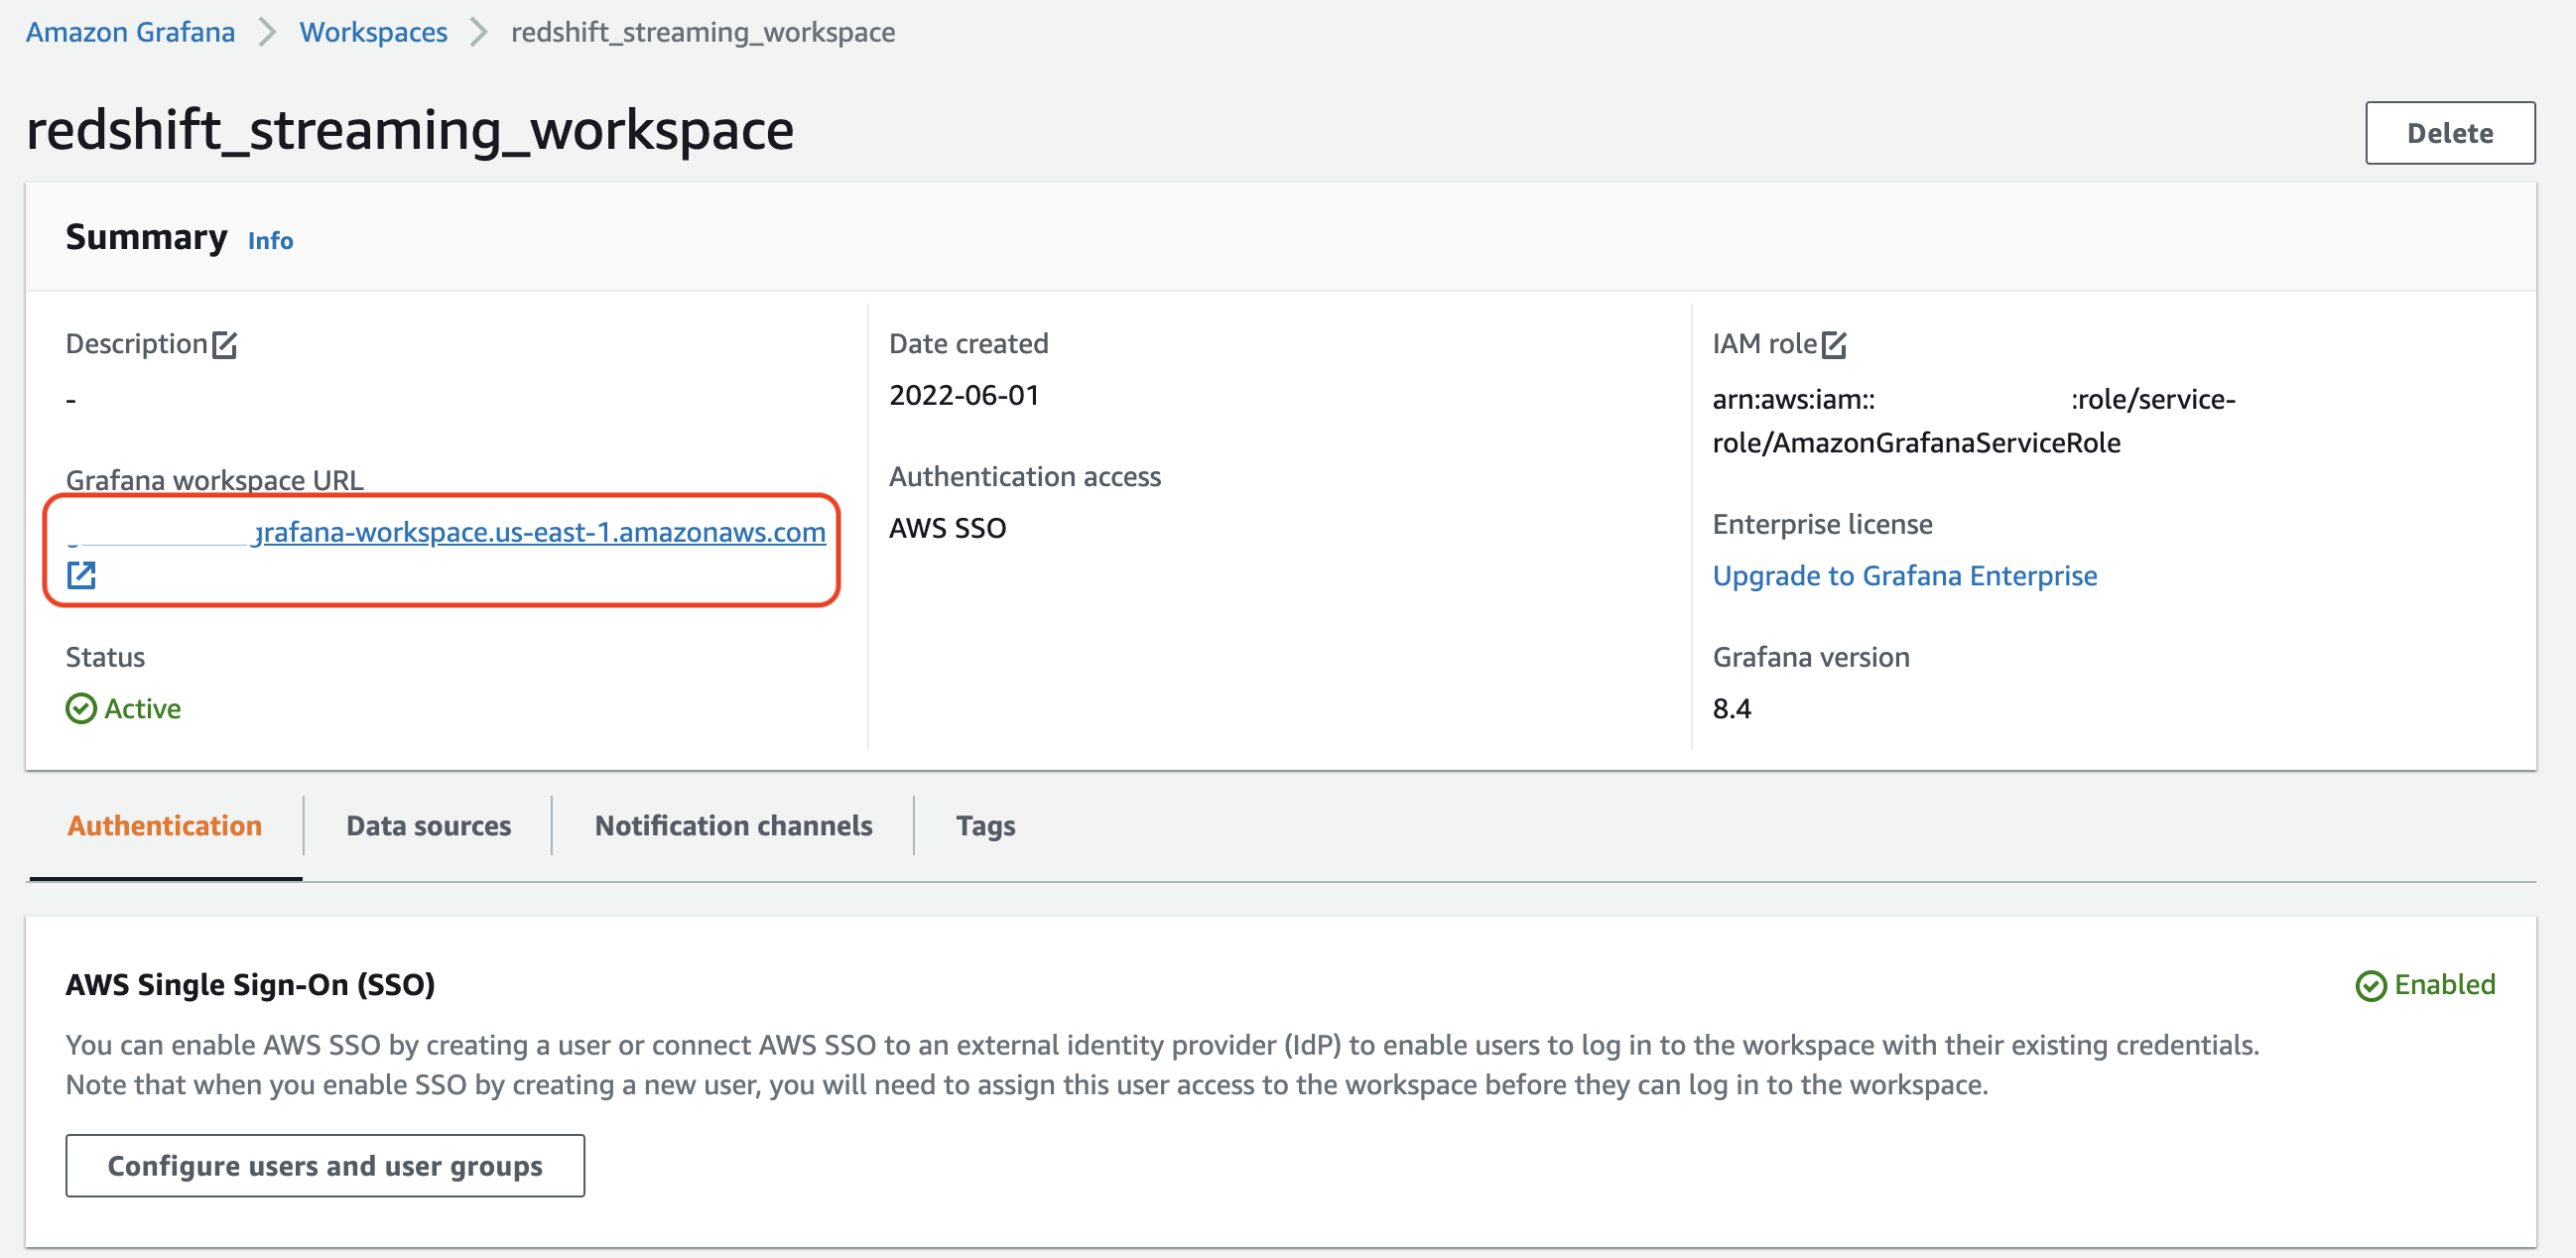 Amazon Grafana > Workspaces > redshift_streaming_workspace
redshift_streaming_workspace
Delete
Summary Info
Description
-
Grafana workspace URL
grafana-workspace.us-east-1.amazonaws.com
Status
Active
Date created
2022-06-01
Authentication access
AWS SSO
IAM role
arn:aws:iam:: :role/service-
role/AmazonGrafanaServiceRole
Enterprise license
Upgrade to Grafana Enterprise
Grafana version
8.4
Authentication
Data sources
Notification channels
Tags
AWS Single Sign-On (SSO)
Enabled
You can enable AWS SSO by creating a user or connect AWS SSO to an external identity provider (IdP) to enable users to log in to the workspace with their existing credentials.
Note that when you enable SSO by creating a new user, you will need to assign this user access to the workspace before they can log in to the workspace.
Configure users and user groups